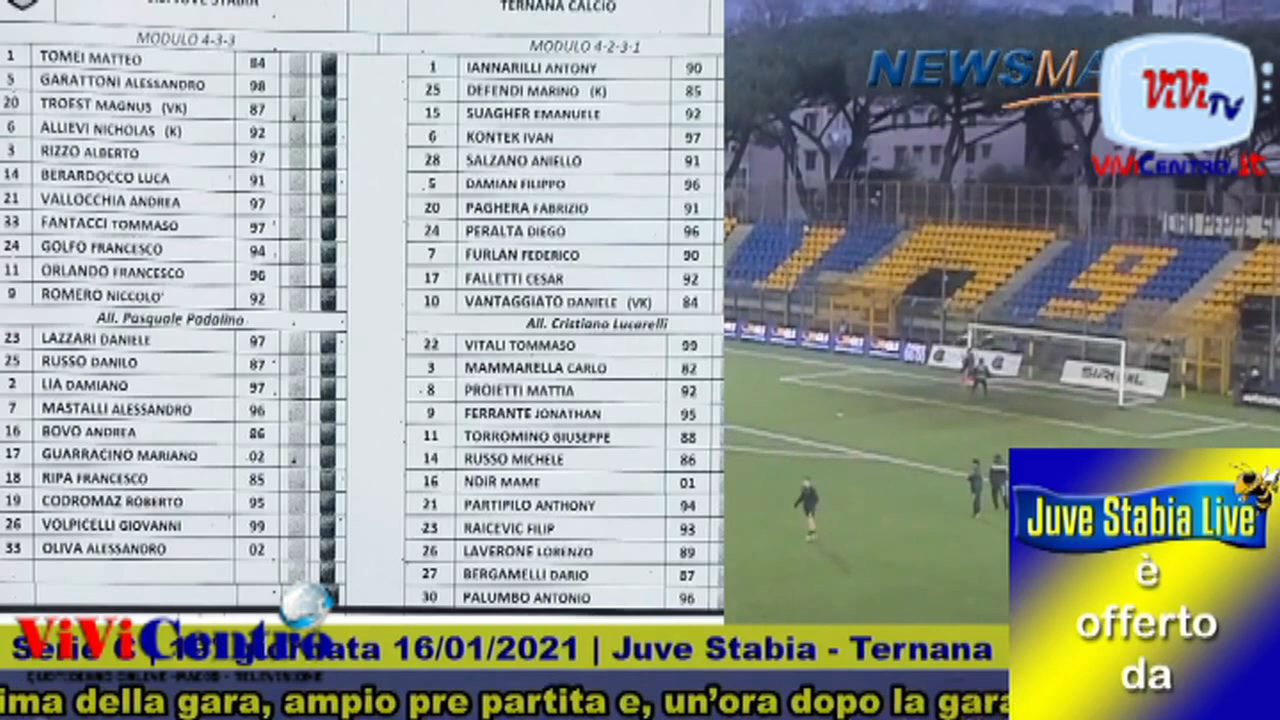 TERNANA CALCIO
MODULO 4-3-3
1 TOMEI MATTEO 84
5 GARATTONI ALESSANDRO 98
20 TROEST MAGNUS (VK) 87
6 ALLIEVI NICHOLAS (K) 92
3 RIZZO ALBERTO 97
14 BERARDOCCO LUCA 91
21 VALLOCCHIA ANDREA 97
33 FANTACCI TOMMASO 97
24 GOLFO FRANCESCO 94
11 ORLANDO FRANCESCO 96
9 ROMERO NICCOLO' 92
All. Pasquale Padalino
23 LAZZARI DANIELE 97
25 RUSSO DANILO 87
2 LIA DAMIANO 97
7 MASTALLI ALESSANDRO 96
16 BOVO ANDREA 86
17 GUARRACINO MARIANO 02
18 RIPA FRANCESCO 85
19 CODROMAZ ROBERTO 95
26 VOLPICELLI GIOVANNI 99
33 OLIVA ALESSANDRO 02
MODULO 4-2-3-1
1 IANNARILLI ANTONY 90
25 DEFENDI MARINO (K) 85
15 SUAGHER EMANUELE 92
6 KONTEK IVAN 97
28 SALZANO ANIELLO 91
5 DAMIAN FILIPPO 96
20 PAGHERA FABRIZIO 91
24 PERALTA DIEGO 96
7 FURLAN FEDERICO 90
17 FALLETTI CESAR 92
10 VANTAGGIATO DANIELE (VK) 84
All. Cristiano Lucarelli
22 VITALI TOMMASO 99
3 MAMMARELLA CARLO 82
8 PROIETTI MATTIA 92
9 FERRANTE JONATHAN 95
11 TORROMINO GIUSEPPE 88
14 RUSSO MICHELE 86
16 NDIR MAME 01
21 PARTIPILO ANTHONY 94
23 RAICEVIC FILIP 93
26 LAVERONE LORENZO 89
27 BERGAMELLI DARIO 87
30 PALUMBO ANTONIO 96
NEWSMA
ViVi
TV
ViViCENTRO.IT
Juve Stabia Live
è
offerto
da
ViVi Centro
Serie C | giornata 16/01/2021 | Juve Stabia - Ternana
QUOTIDIANO ONLINE - RADIO - TELEVISIONE
ima della gara, ampio pre partita e, un'ora dopo la gara